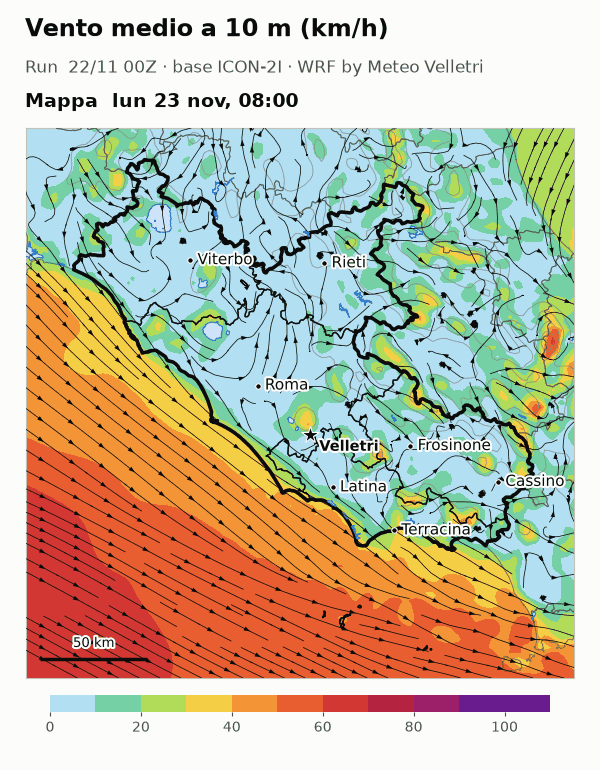 Vento medio a 10 m (km/h)
Run 22/11 00Z · base ICON-2I · WRF by Meteo Velletri
Mappa lun 23 nov, 08:00
Viterbo
Rieti
Roma
Velletri
Frosinone
Latina
Cassino
Terracina
50 km
0 20 40 60 80 100